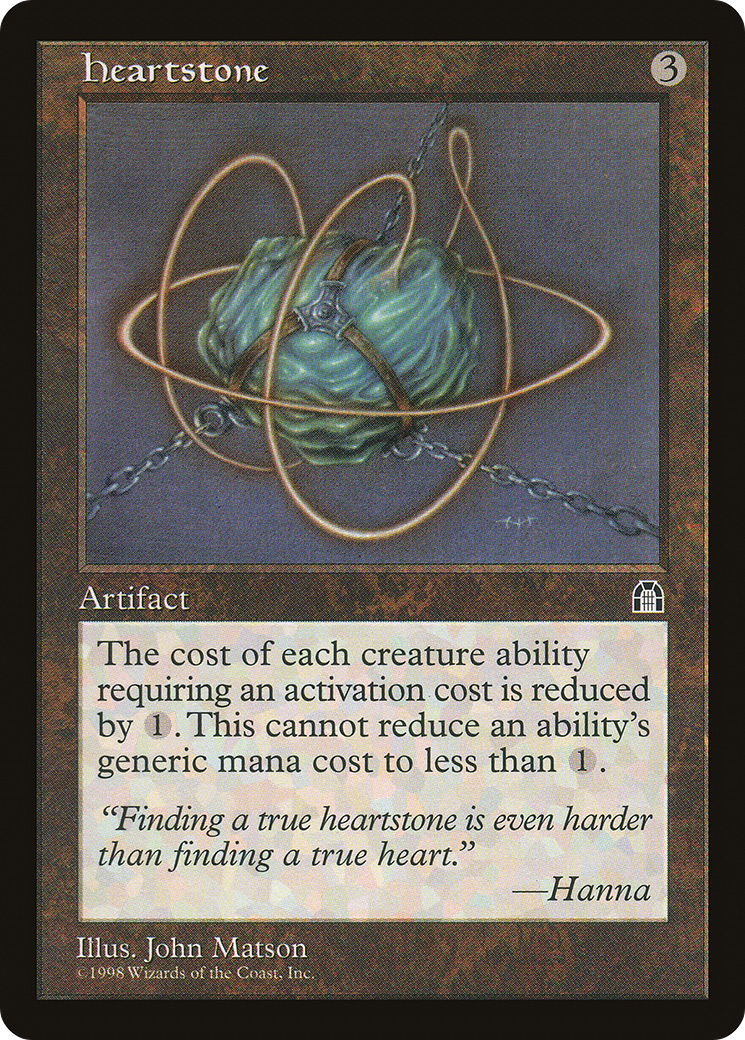 Heartstone 3
Artifact
The cost of each creature ability
requiring an activation cost is reduced
by 1. This cannot reduce an ability's
generic mana cost to less than 1.
"Finding a true heartstone is even harder
than finding a true heart."
—Hanna
Illus. John Matson
©1998 Wizards of the Coast, Inc.